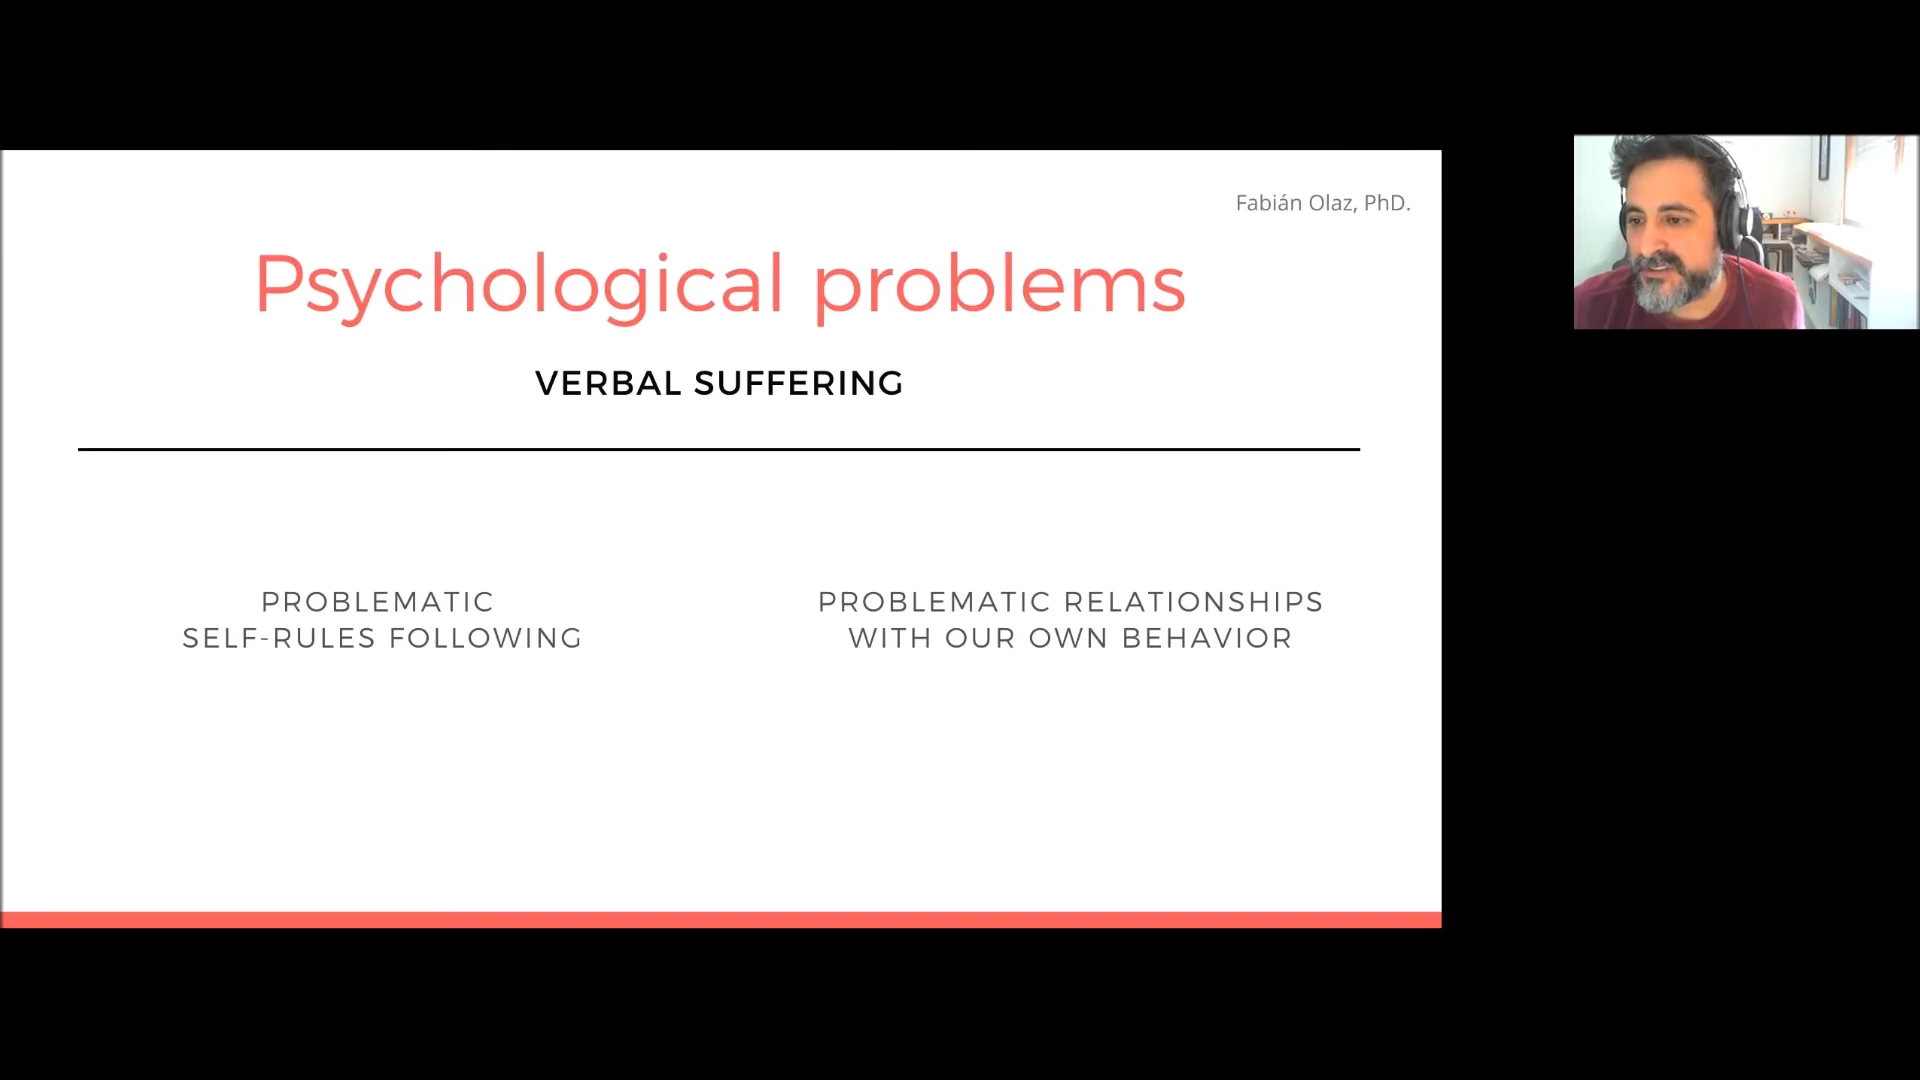 Fabián Olaz, PhD.
Psychological problems
VERBAL SUFFERING
PROBLEMATIC
SELF-RULES FOLLOWING
PROBLEMATIC RELATIONSHIPS
WITH OUR OWN BEHAVIOR